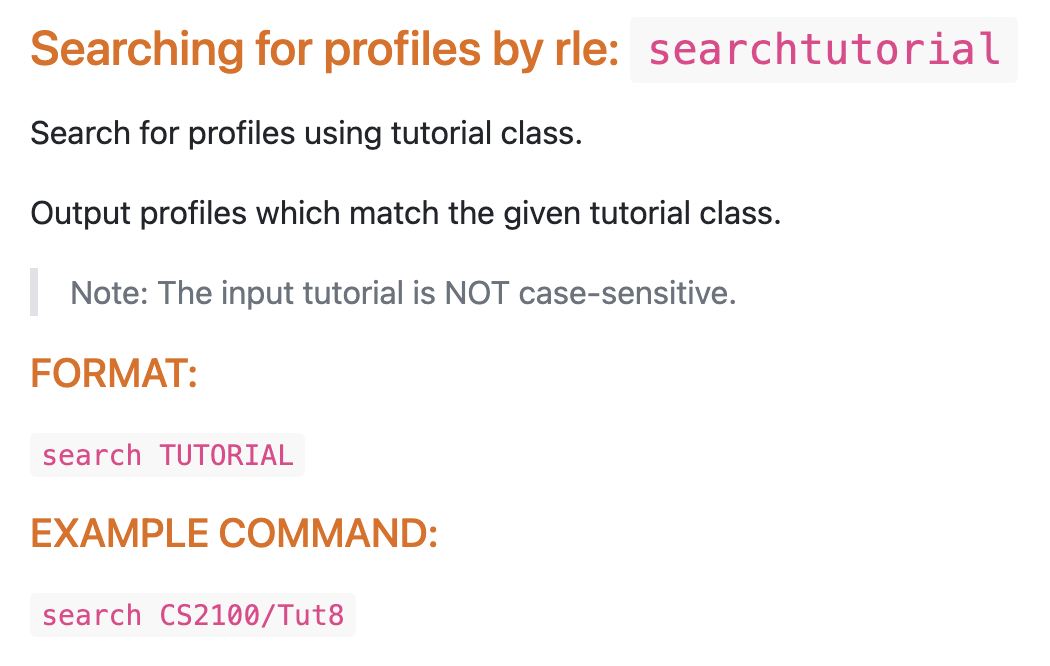 Searching for profiles by rle: searchtutorial
Search for profiles using tutorial class.
Output profiles which match the given tutorial class.
Note: The input tutorial is NOT case-sensitive.
FORMAT:
search TUTORIAL
EXAMPLE COMMAND:
search CS2100/Tut8